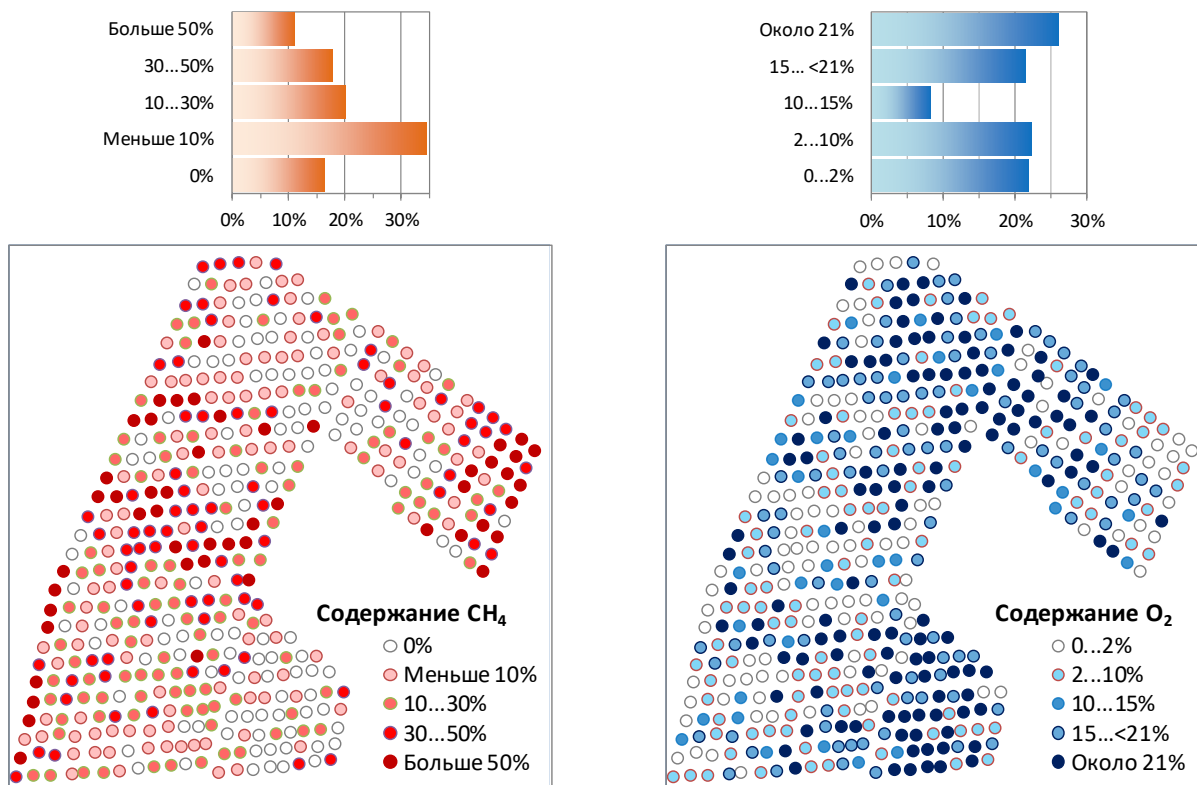 Больше 50%
30...50%
10...30%
Меньше 10%
0%
0% 10% 20% 30%
Около 21%
15... <21%
10...15%
2...10%
0...2%
0% 10% 20% 30%
Содержание CH₄
0%
Меньше 10%
10...30%
30...50%
Больше 50%
Содержание O₂
0...2%
2...10%
10...15%
15...<21%
Около 21%